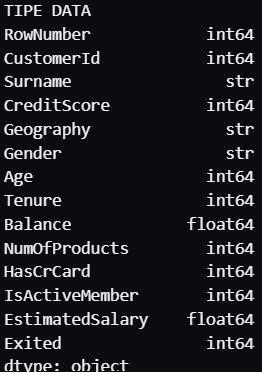 TIPE DATA
RowNumber int64
CustomerId int64
Surname str
CreditScore int64
Geography str
Gender str
Age int64
Tenure int64
Balance float64
NumOfProducts int64
HasCrCard int64
IsActiveMember int64
EstimatedSalary float64
Exited int64
dtype: object